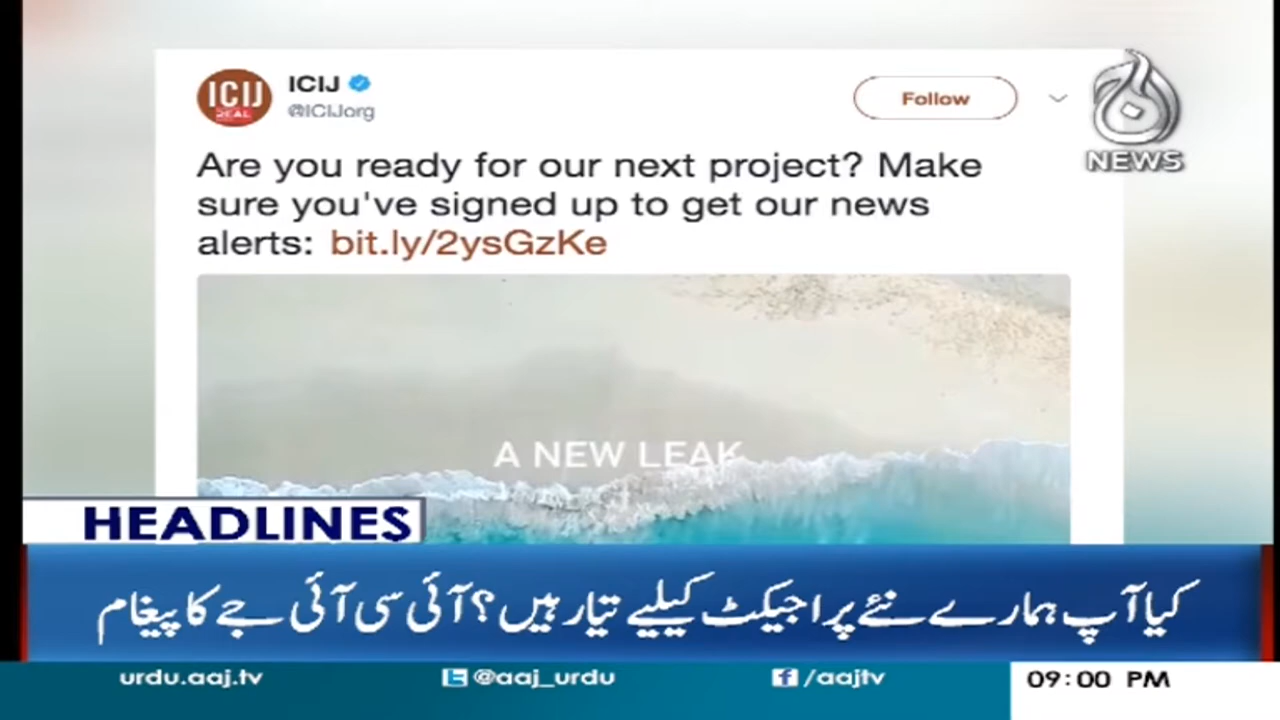 ICIJ
DEAL
ICIJ
@ICIJorg
Follow
NEWS
Are you ready for our next project? Make
sure you've signed up to get our news
alerts: bit.ly/2ysGzKe
A NEW LEAK
HEADLINES
کیا آپ ہمارے نئے پراجیکٹ کیلیے تیار ہیں؟ آئی سی آئی جے کا پیغام
urdu.aaj.tv
@aaj_urdu
/aajtv
09:00 PM